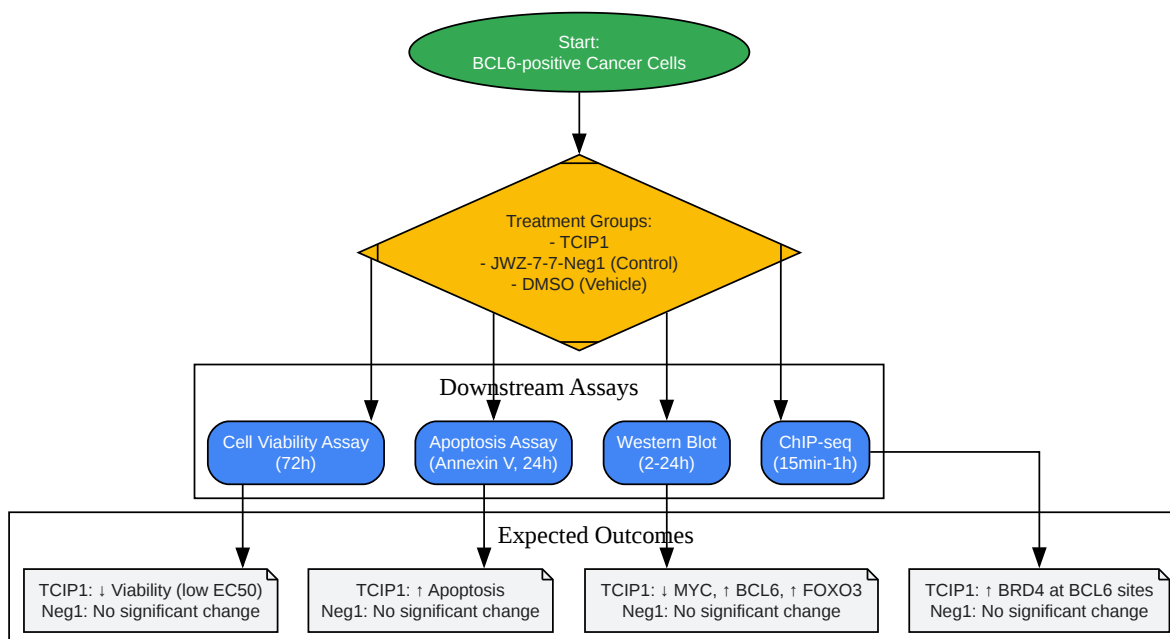 Start:
BCL6-positive Cancer Cells
Treatment Groups:
- TCIP1
- JWZ-7-7-Neg1 (Control)
- DMSO (Vehicle)
Downstream Assays
Cell Viability Assay
(72h)
Apoptosis Assay
(Annexin V, 24h)
Western Blot
(2-24h)
ChIP-seq
(15min-1h)
Expected Outcomes
TCIP1: ↓ Viability (low EC50)
Neg1: No significant change
TCIP1: ↑ Apoptosis
Neg1: No significant change
TCIP1: ↓ MYC, ↑ BCL6, ↑ FOXO3
Neg1: No significant change
TCIP1: ↑ BRD4 at BCL6 sites
Neg1: No significant change